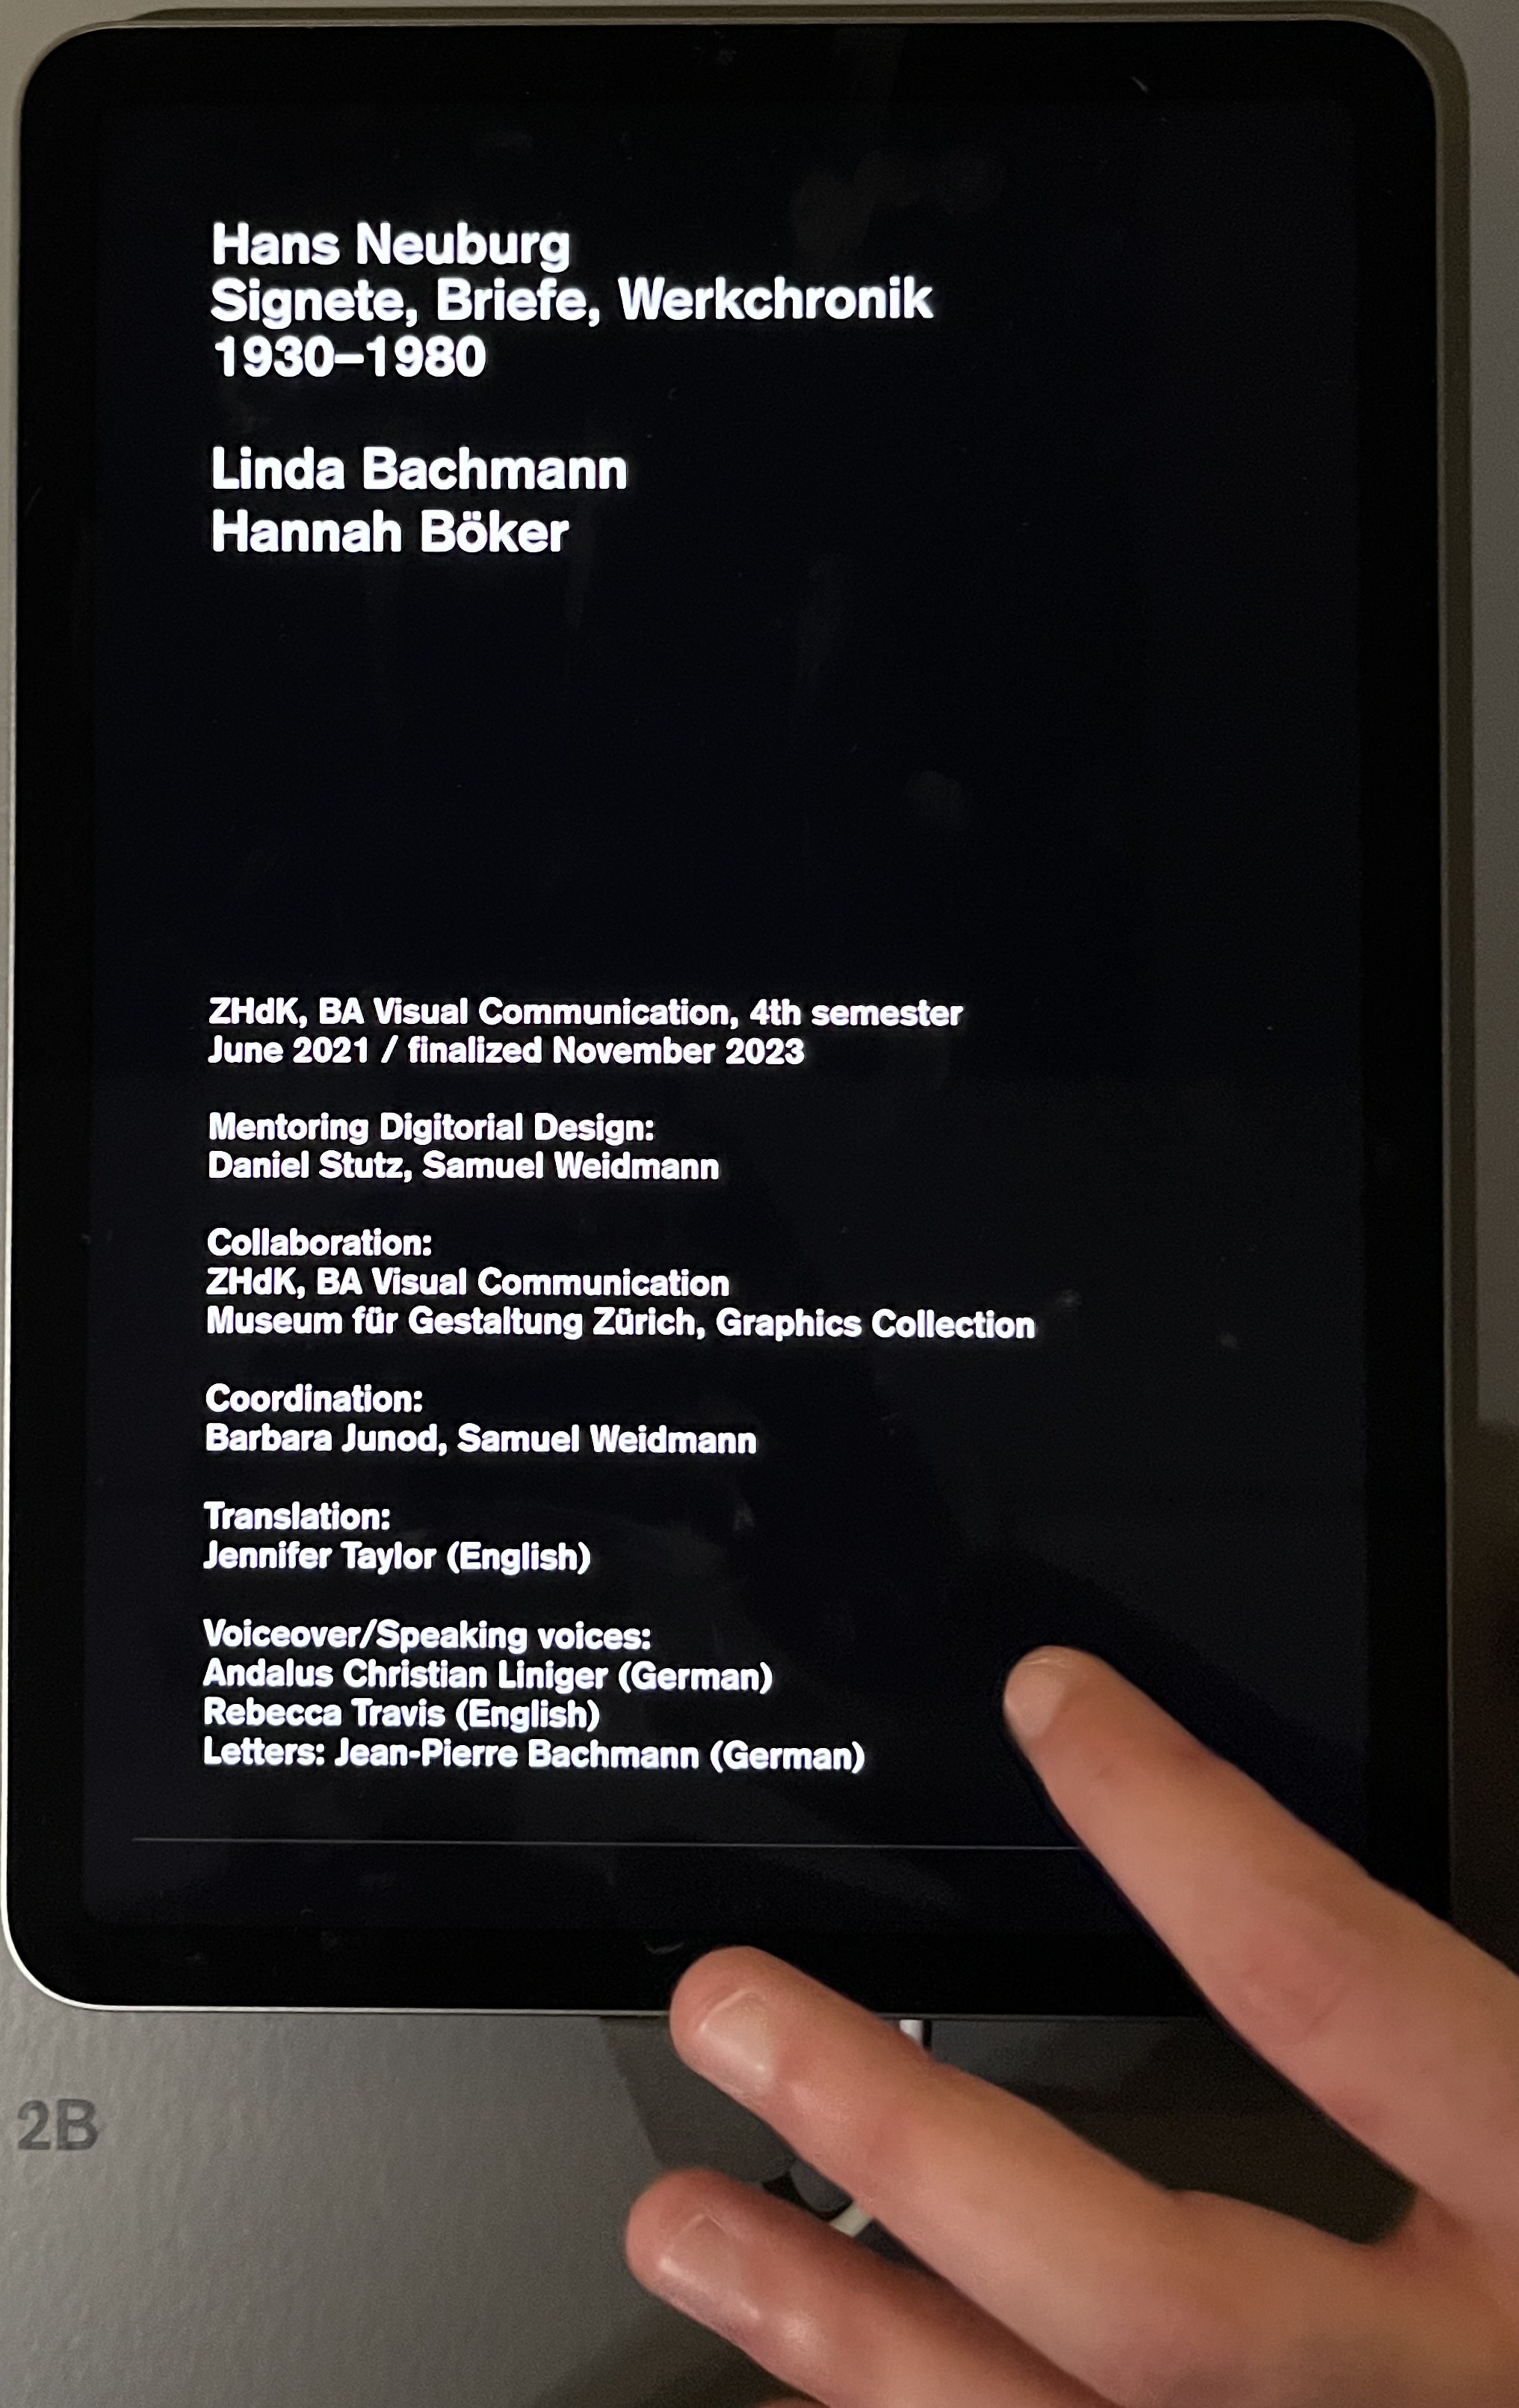 Hans Neuburg
Signete, Briefe, Werkchronik
1930–1980
Linda Bachmann
Hannah Böker
ZHdK, BA Visual Communication, 4th semester
June 2021 / finalized November 2023
Mentoring Digitorial Design:
Daniel Stutz, Samuel Weidmann
Collaboration:
ZHdK, BA Visual Communication
Museum für Gestaltung Zürich, Graphics Collection
Coordination:
Barbara Junod, Samuel Weidmann
Translation:
Jennifer Taylor (English)
Voiceover/Speaking voices:
Andalus Christian Liniger (German)
Rebecca Travis (English)
Letters: Jean-Pierre Bachmann (German)
2B